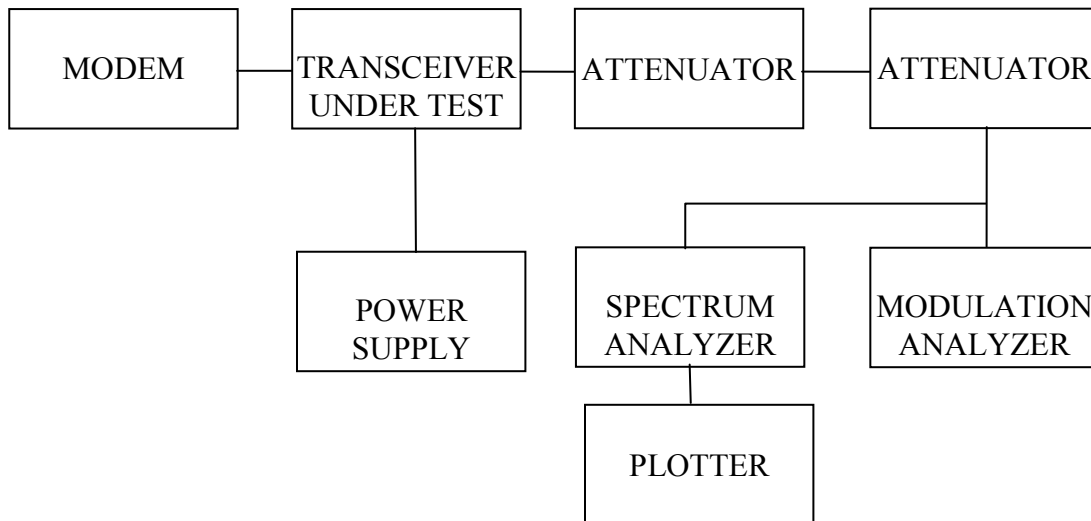 MODEM
TRANSCEIVER
UNDER TEST
ATTENUATOR
ATTENUATOR
POWER
SUPPLY
SPECTRUM
ANALYZER
MODULATION
ANALYZER
PLOTTER